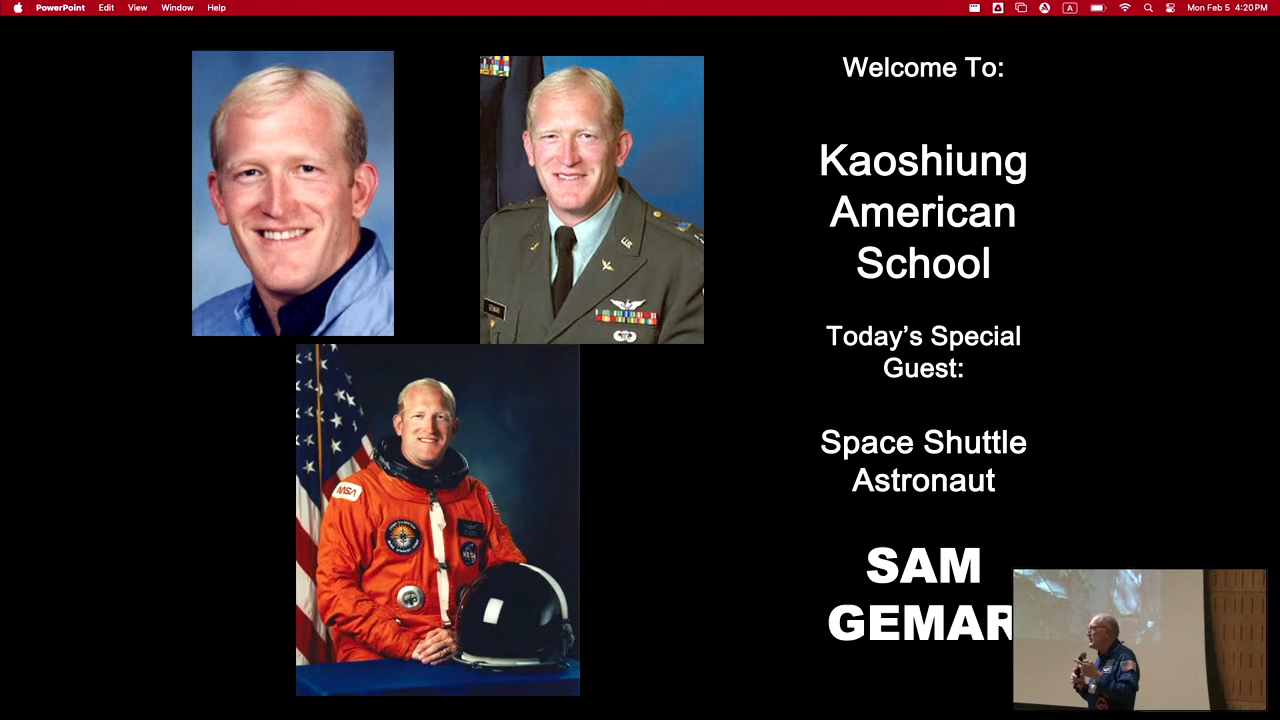 PowerPoint Edit View Window Help
A
Mon Feb 5 4:20 PM
Welcome To:
Kaoshiung
American
School
Today's Special
Guest:
Space Shuttle
Astronaut
SAM
GEMAR
NASA